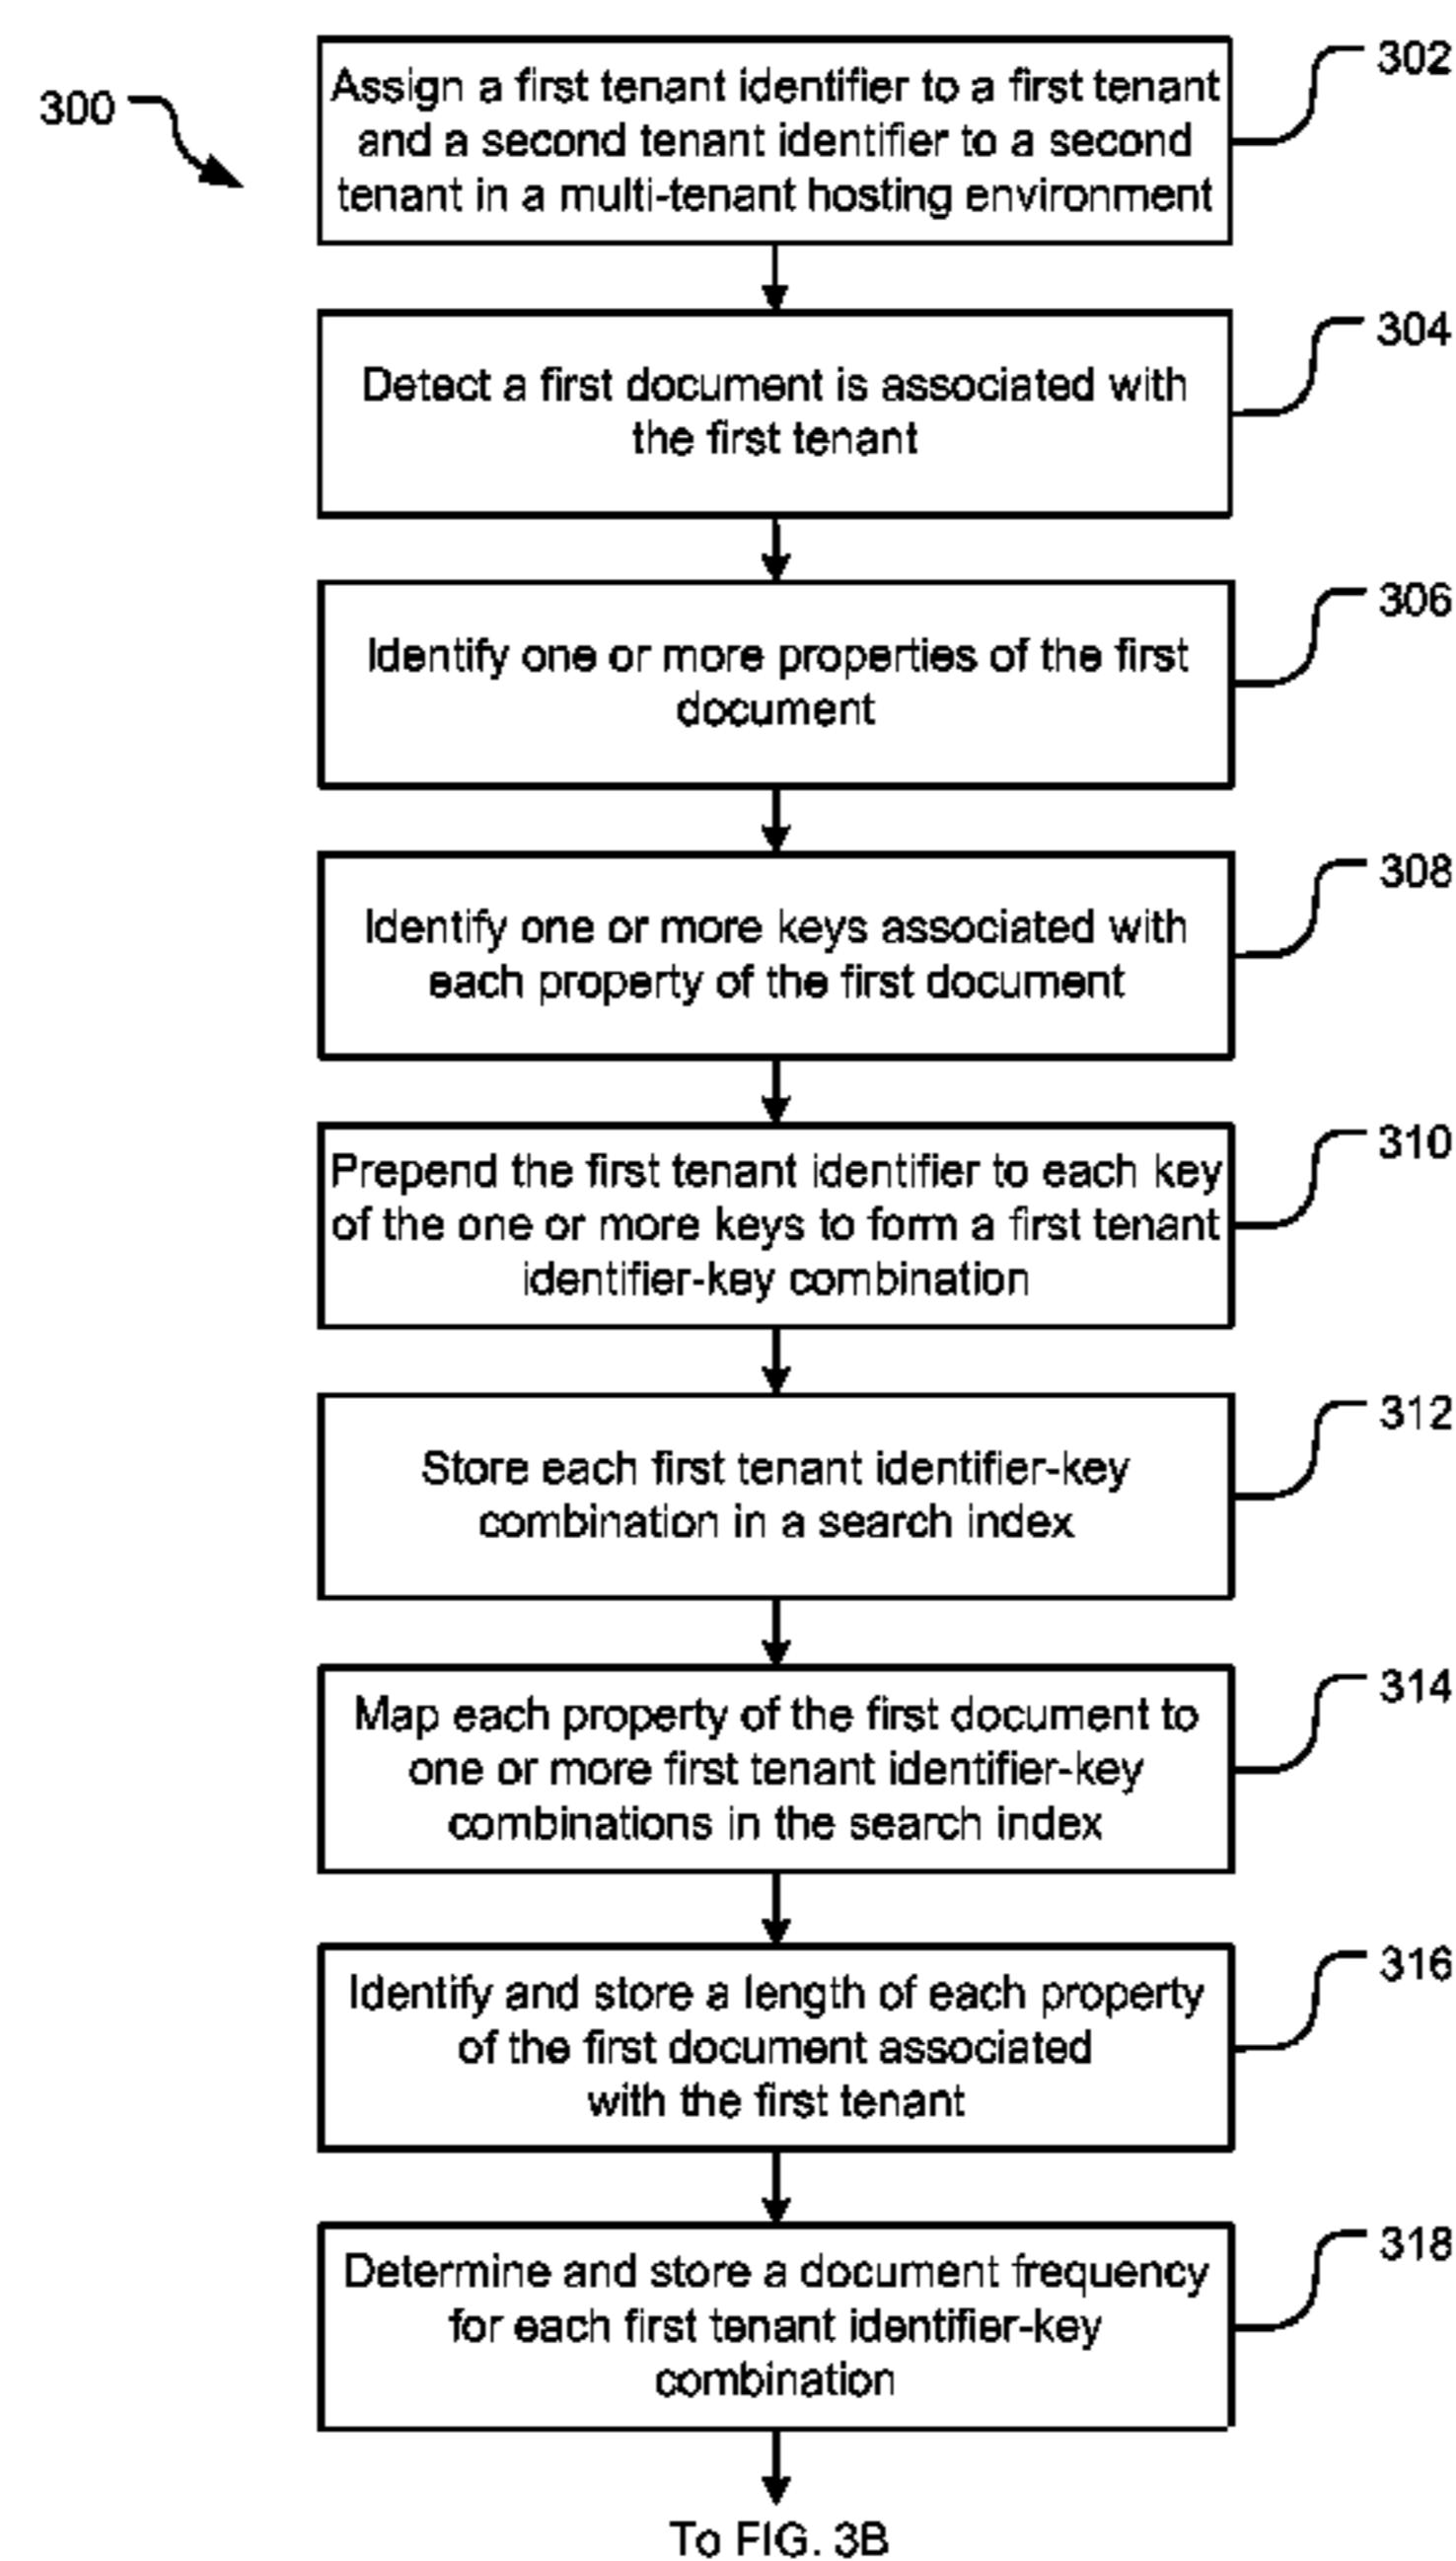 300
Assign a first tenant identifier to a first tenant
and a second tenant identifier to a second
tenant in a multi-tenant hosting environment
302
Detect a first document is associated with
the first tenant
304
Identify one or more properties of the first
document
306
Identify one or more keys associated with
each property of the first document
308
Prepend the first tenant identifier to each key
of the one or more keys to form a first tenant
identifier-key combination
310
Store each first tenant identifier-key
combination in a search index
312
Map each property of the first document to
one or more first tenant identifier-key
combinations in the search index
314
Identify and store a length of each property
of the first document associated
with the first tenant
316
Determine and store a document frequency
for each first tenant identifier-key
combination
318
To FIG. 3B